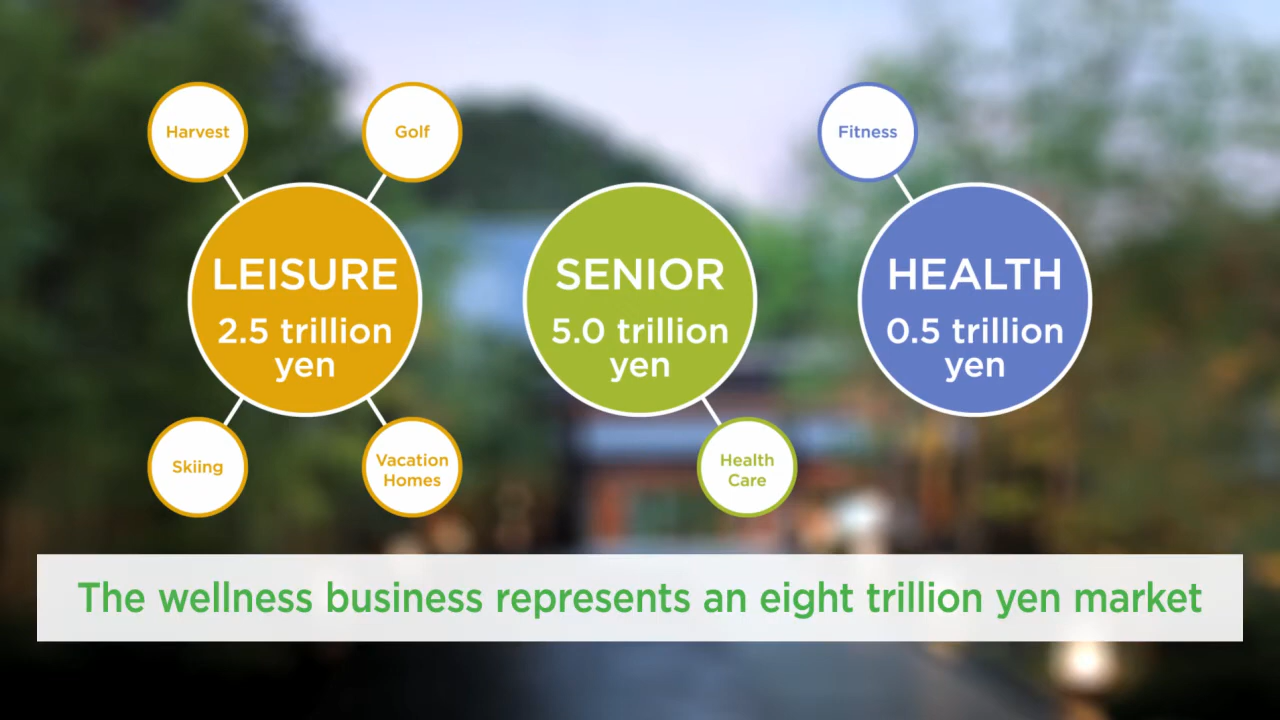 Harvest
Golf
Fitness
LEISURE
2.5 trillion
yen
SENIOR
5.0 trillion
yen
HEALTH
0.5 trillion
yen
Skiing
Vacation
Homes
Health
Care
The wellness business represents an eight trillion yen market